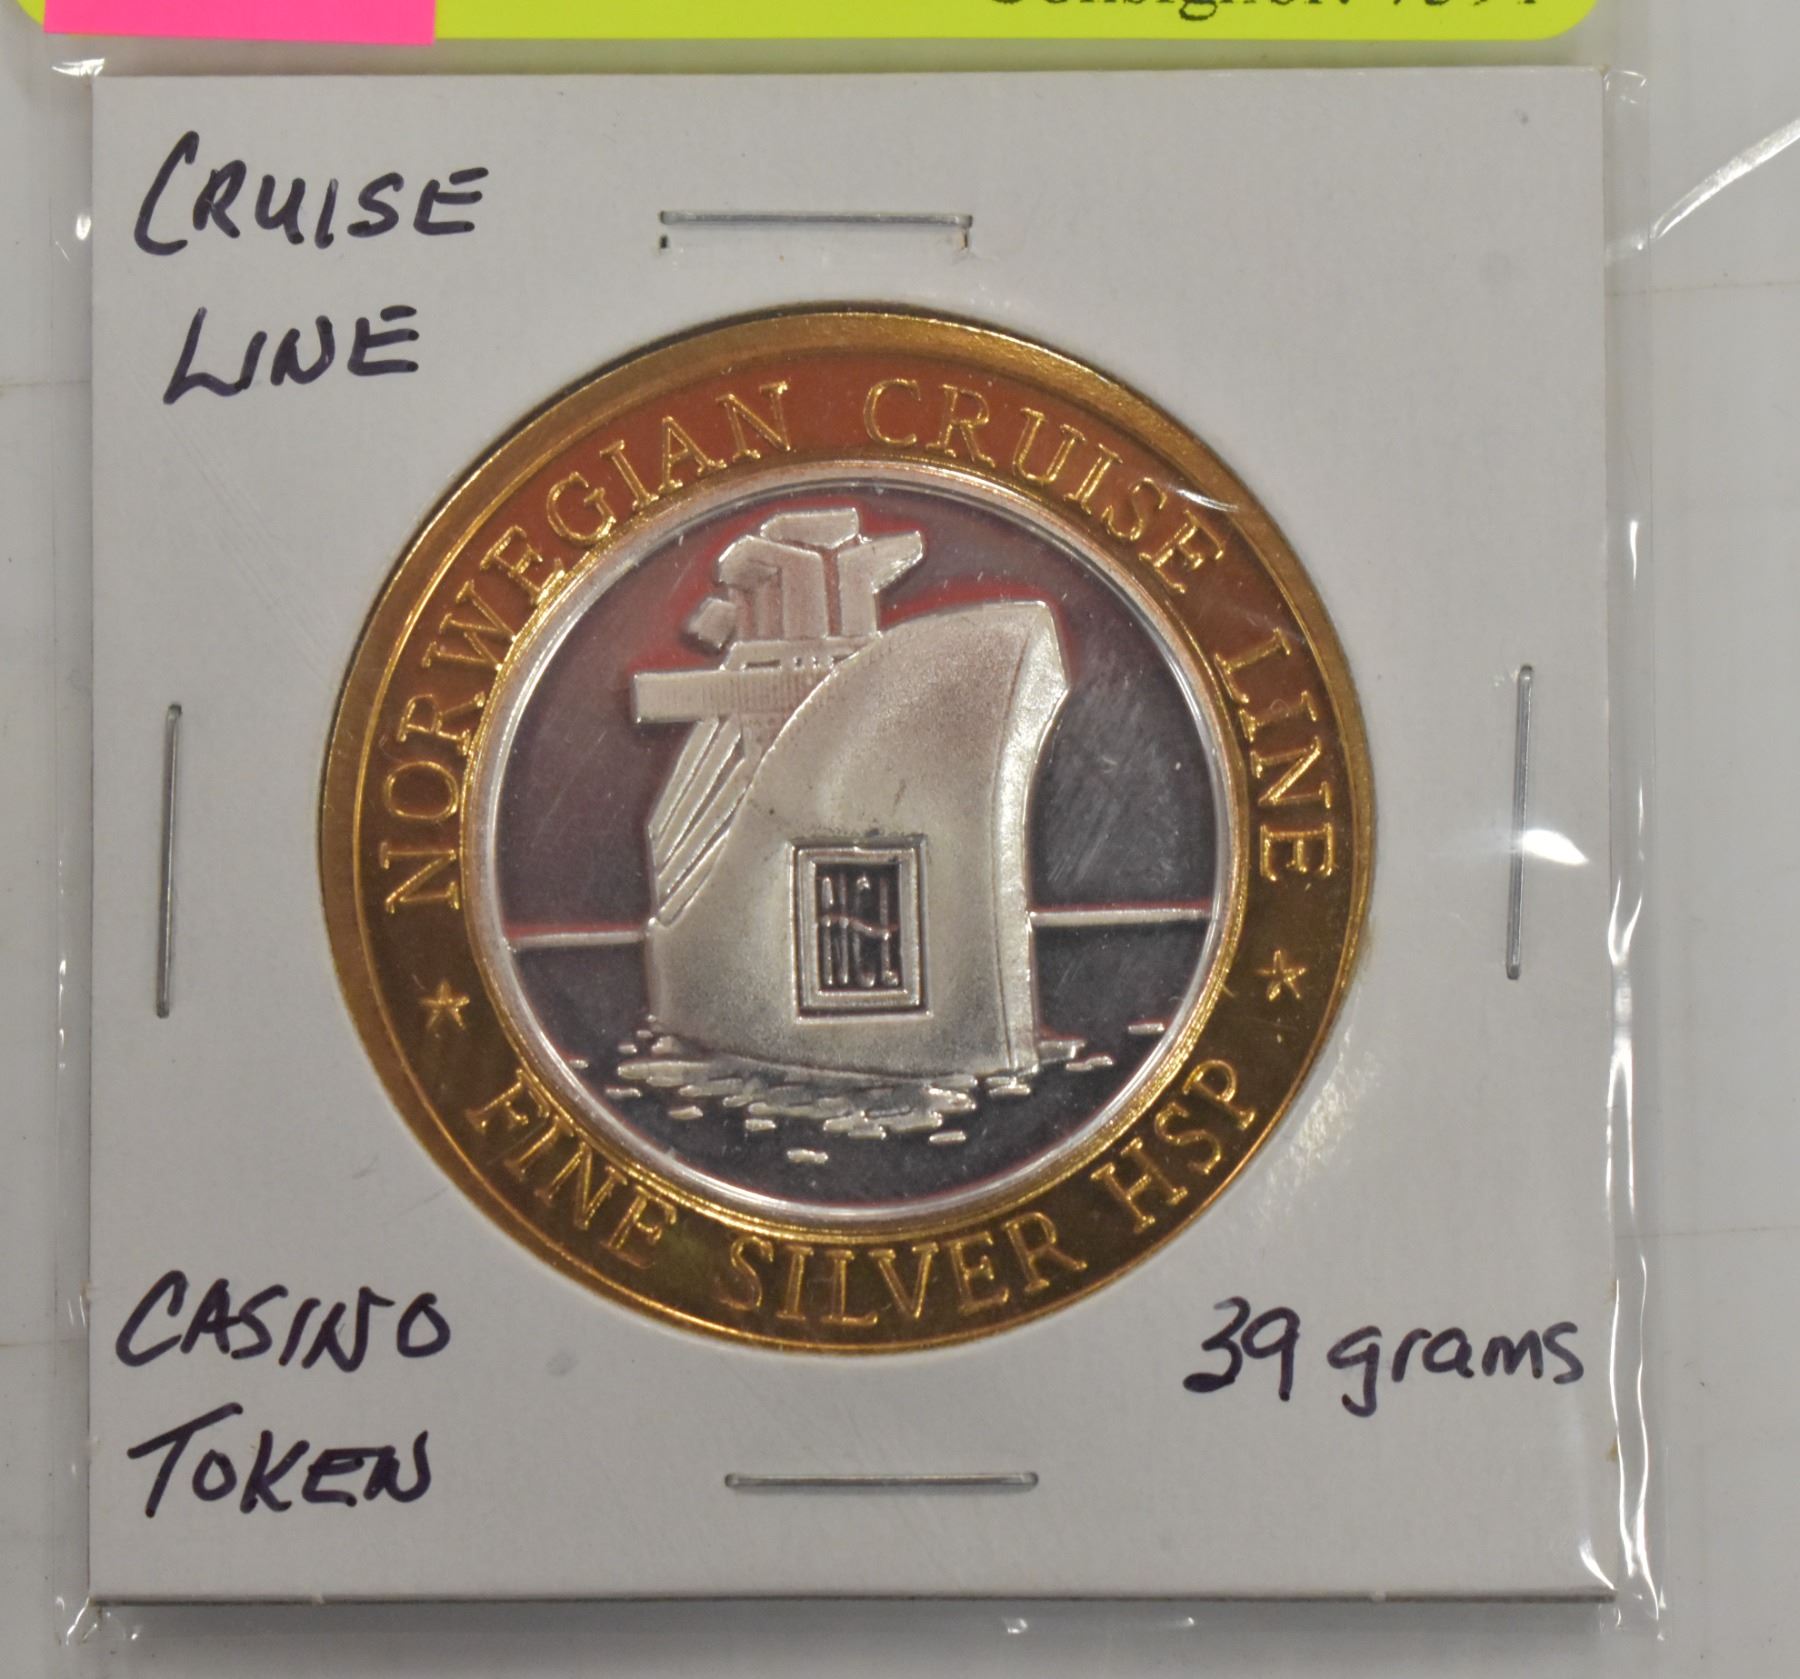 CRUISE
LINE
NORWEGIAN CRUISE LINE
NCL
FINE SILVER HSP
CASINO
TOKEN
39 grams